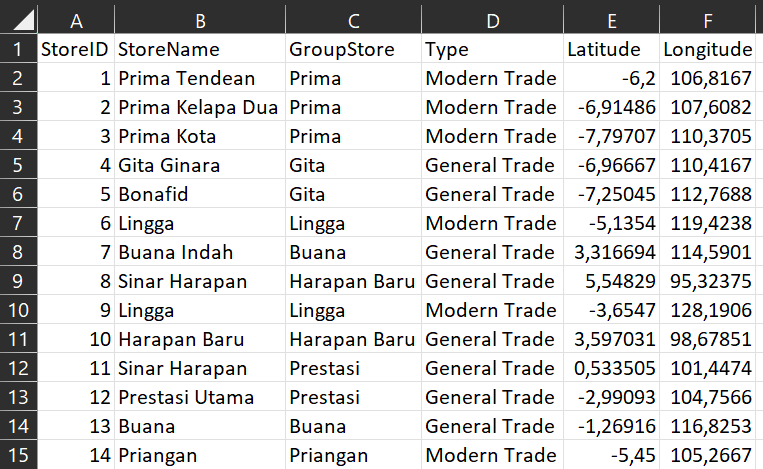 A B C D E F
1 StoreID StoreName GroupStore Type Latitude Longitude
2 1 Prima Tendean Prima Modern Trade -6,2 106,8167
3 2 Prima Kelapa Dua Prima Modern Trade -6,91486 107,6082
4 3 Prima Kota Prima Modern Trade -7,79707 110,3705
5 4 Gita Ginara Gita General Trade -6,96667 110,4167
6 5 Bonafid Gita General Trade -7,25045 112,7688
7 6 Lingga Lingga Modern Trade -5,1354 119,4238
8 7 Buana Indah Buana General Trade 3,316694 114,5901
9 8 Sinar Harapan Harapan Baru General Trade 5,54829 95,32375
10 9 Lingga Lingga Modern Trade -3,6547 128,1906
11 10 Harapan Baru Harapan Baru General Trade 3,597031 98,67851
12 11 Sinar Harapan Prestasi General Trade 0,533505 101,4474
13 12 Prestasi Utama Prestasi General Trade -2,99093 104,7566
14 13 Buana Buana General Trade -1,26916 116,8253
15 14 Priangan Priangan Modern Trade -5,45 105,2667